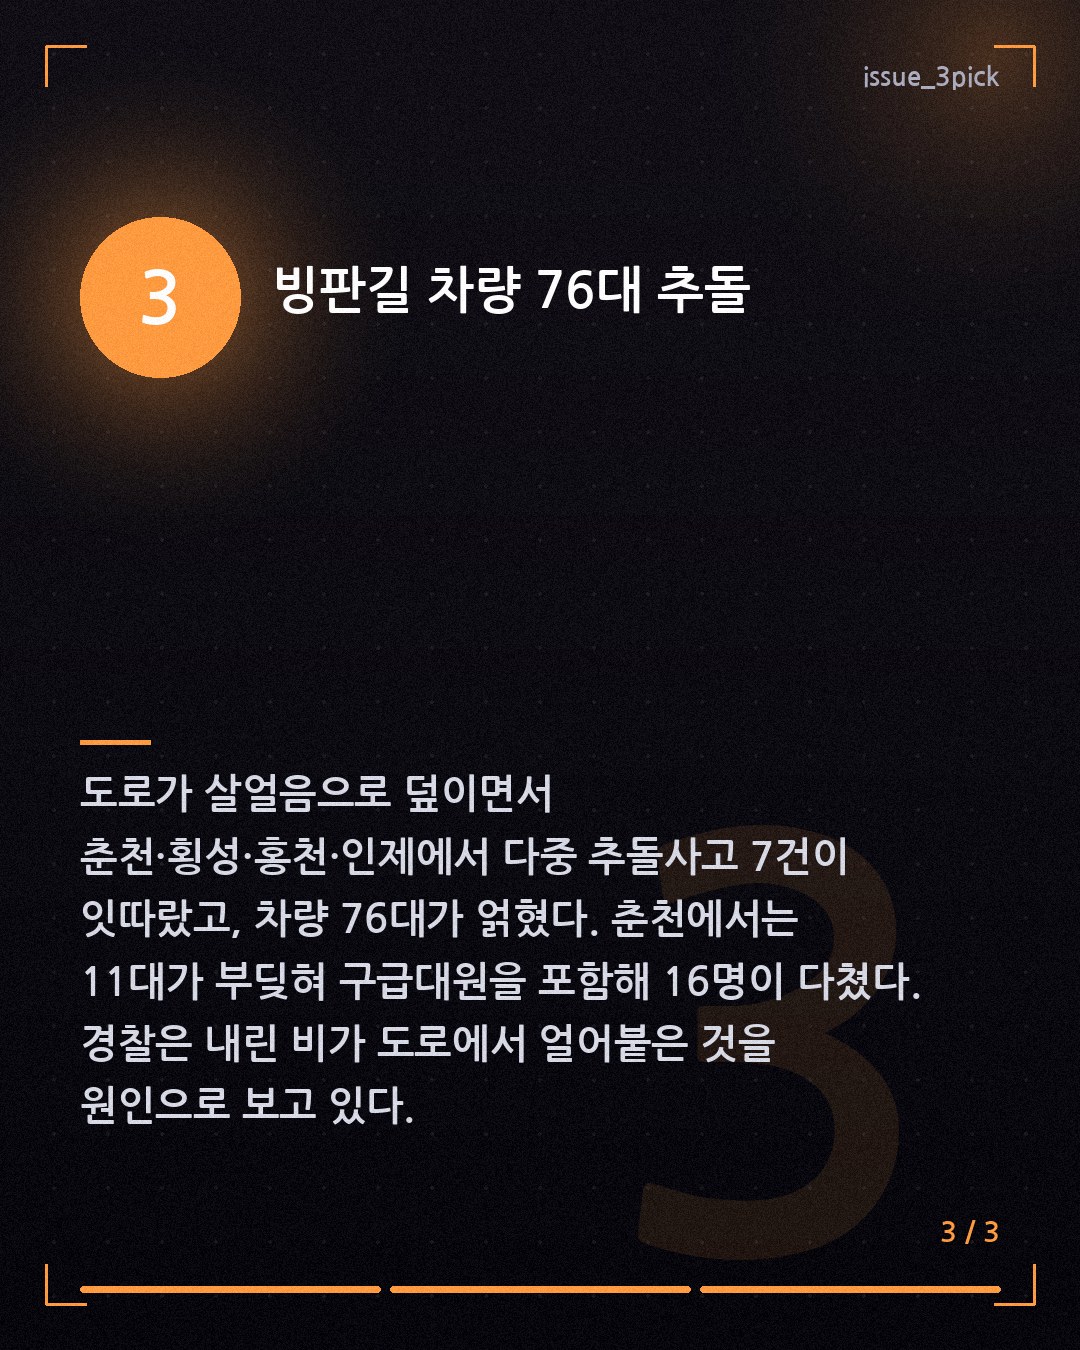 issue_3pick
3
빙판길 차량 76대 추돌
도로가 살얼음으로 덮이면서
춘천·횡성·홍천·인제에서 다중 추돌사고 7건이
잇따랐고, 차량 76대가 얽혔다. 춘천에서는
11대가 부딪혀 구급대원을 포함해 16명이 다쳤다.
경찰은 내린 비가 도로에서 얼어붙은 것을
원인으로 보고 있다.
3
3 / 3